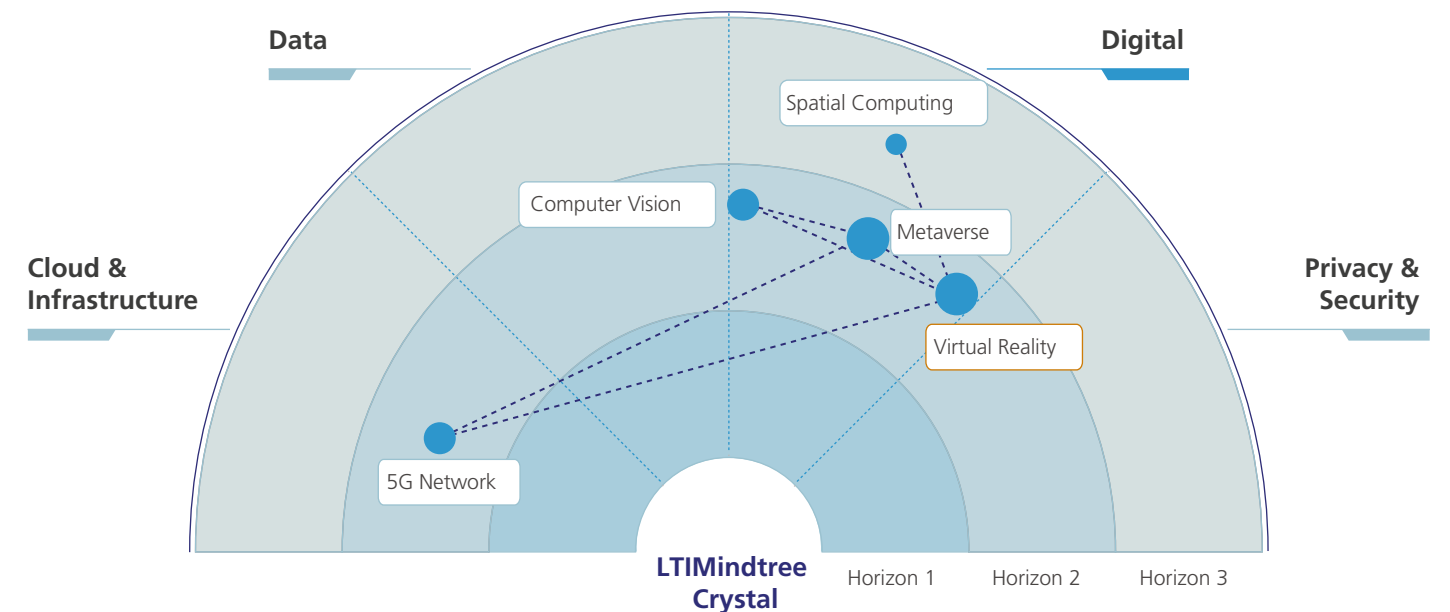 Data
Digital
Spatial Computing
Computer Vision
Metaverse
Cloud &
Infrastructure
Privacy &
Security
Virtual Reality
5G Network
LTIMindtree
Crystal
Horizon 1
Horizon 2
Horizon 3